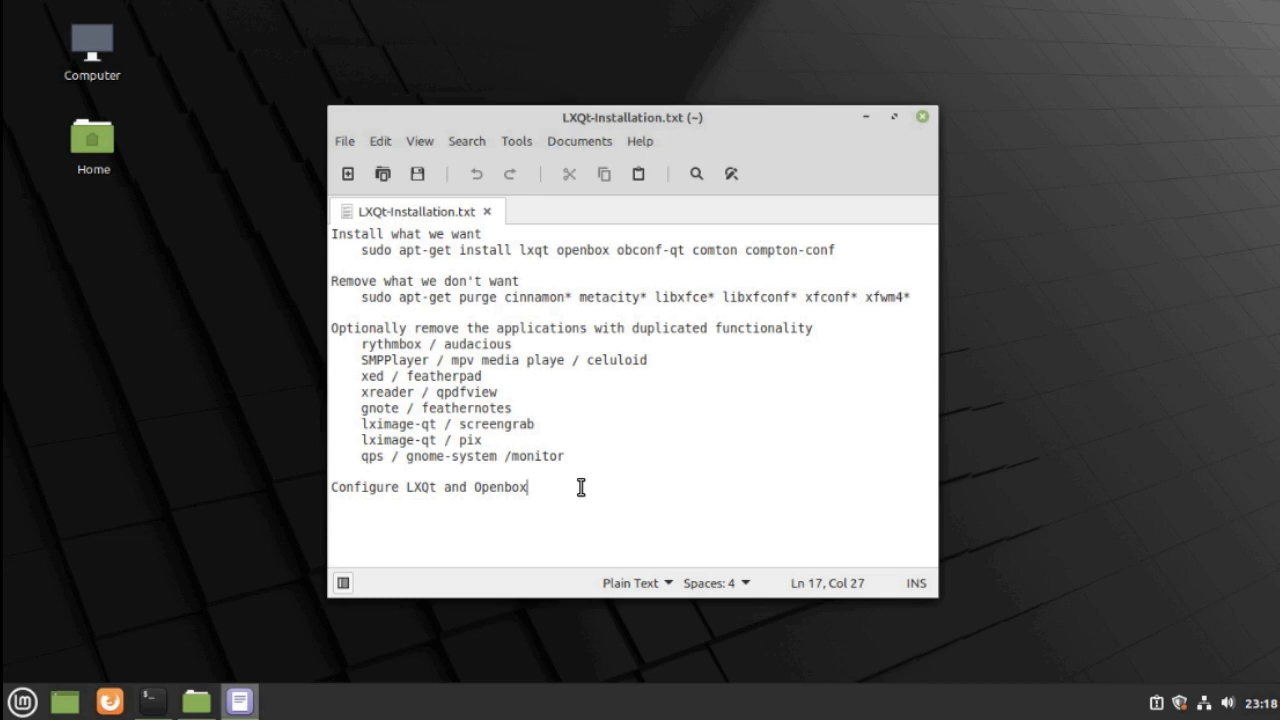 Computer
Home
LXQt-Installation.txt (~)
File Edit View Search Tools Documents Help
LXQt-Installation.txt
Install what we want
sudo apt-get install lxqt openbox obconf-qt comton compton-conf
Remove what we don't want
sudo apt-get purge cinnamon* metacity* libxfce* libxfconf* xfconf* xfwm4*
Optionally remove the applications with duplicated functionality
rythmbox / audacious
SMPPlayer / mpv media playe / celuloid
xed / featherpad
xreader / qpdfview
gnote / feathernotes
lximage-qt / screengrab
lximage-qt / pix
qps / gnome-system /monitor
Configure LXQt and Openbox
Plain Text Spaces: 4 Ln 17, Col 27 INS
23:18